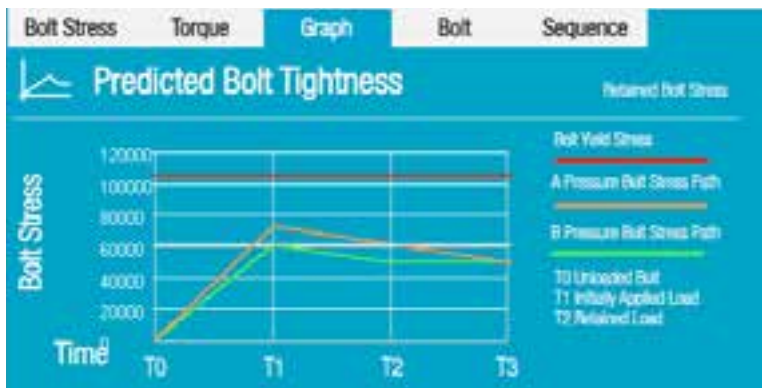 Bolt Stress Torque Graph Bolt Sequence
Predicted Bolt Tightness
Retained Bolt Stress
Bolt Yield Stress
A Pressure Bolt Stress Path
B Pressure Bolt Stress Path
T0 Unloaded Bolt
T1 Initially Applied Load
T2 Retained Load
Bolt Stress
120000
100000
80000
60000
40000
20000
0
Time
T0 T1 T2 T3